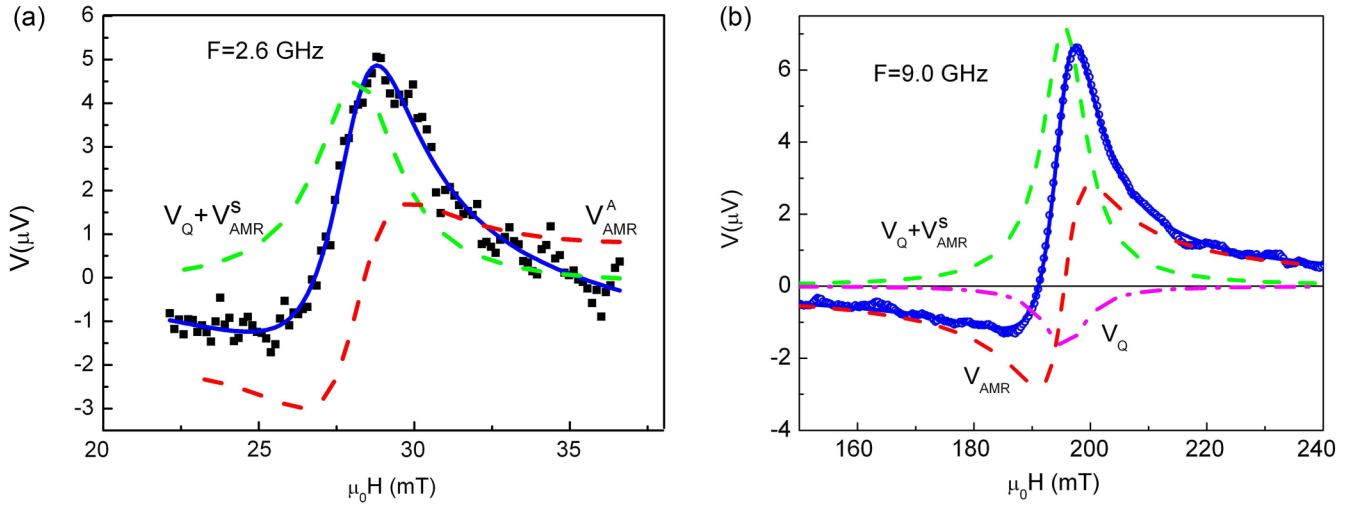 (a)
F=2.6 GHz
V_Q+V^S_AMR
V^A_AMR
V(μV)
6
5
4
3
2
1
0
-1
-2
-3
20
25
30
35
μ₀H (mT)
(b)
F=9.0 GHz
V_Q+V^S_AMR
V_Q
V_AMR
V(μV)
6
4
2
0
-2
-4
160
180
200
220
240
μ₀H (mT)